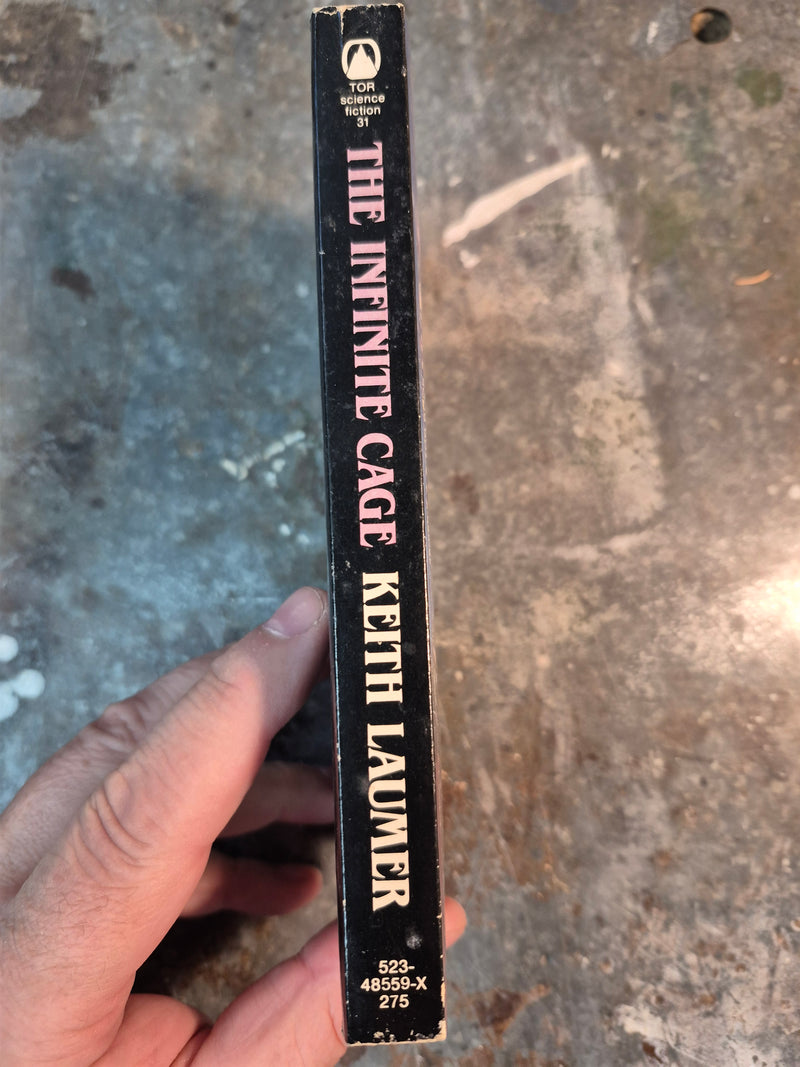 TOR
science
fiction
31
THE INFINITE CAGE KEITH LAUMER
523-
48559-X
275